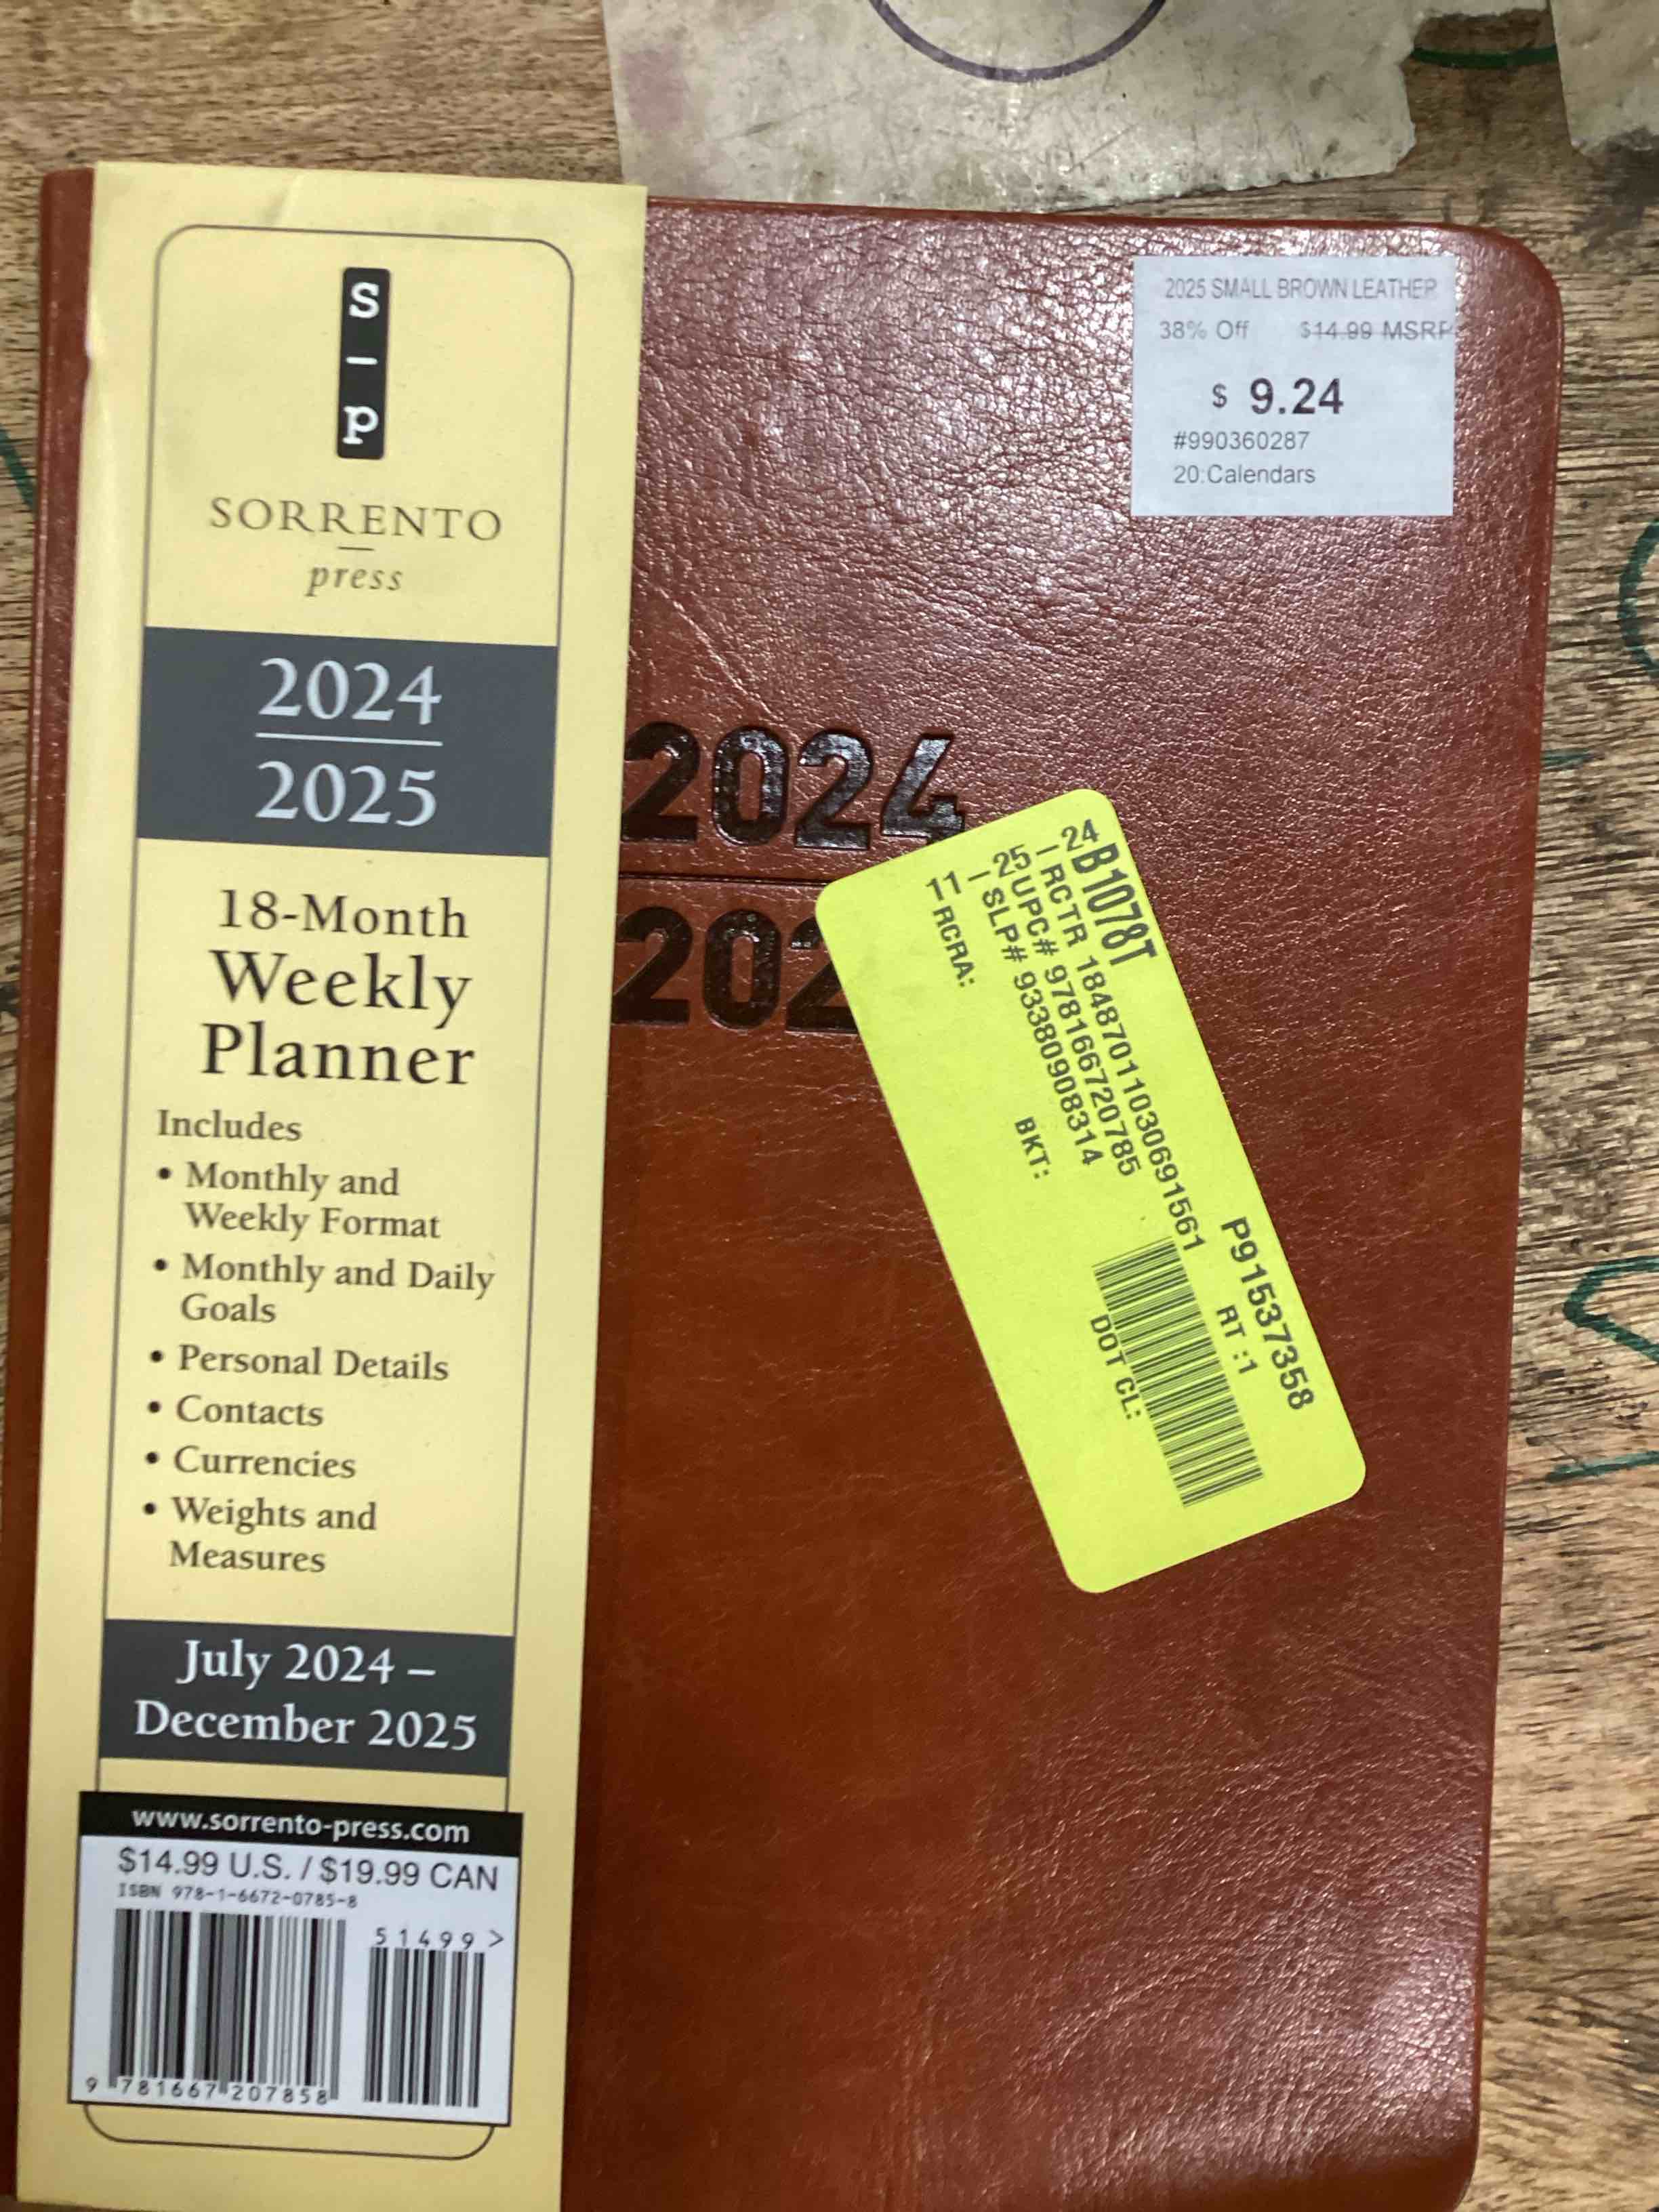 s
–
p
SORRENTO
press
2024
2025
18-Month
Weekly
Planner
Includes
• Monthly and
Weekly Format
• Monthly and Daily
Goals
• Personal Details
• Contacts
• Currencies
• Weights and
Measures
July 2024 –
December 2025
www.sorrento-press.com
$14.99 U.S. / $19.99 CAN
ISBN 978-1-6672-0785-8
51499>
9 781667 207858
2025 SMALL BROWN LEATHER
38% Off $14.99 MSRP
$ 9.24
#990360287
20:Calendars
2024
202
24 B1078T
– I RCTR 18487011030691561
25 UPC# 9781667207785
– I SLP# 93380908314
11 RCRA: BKT:
P91537358
RT :1
DOT CL: